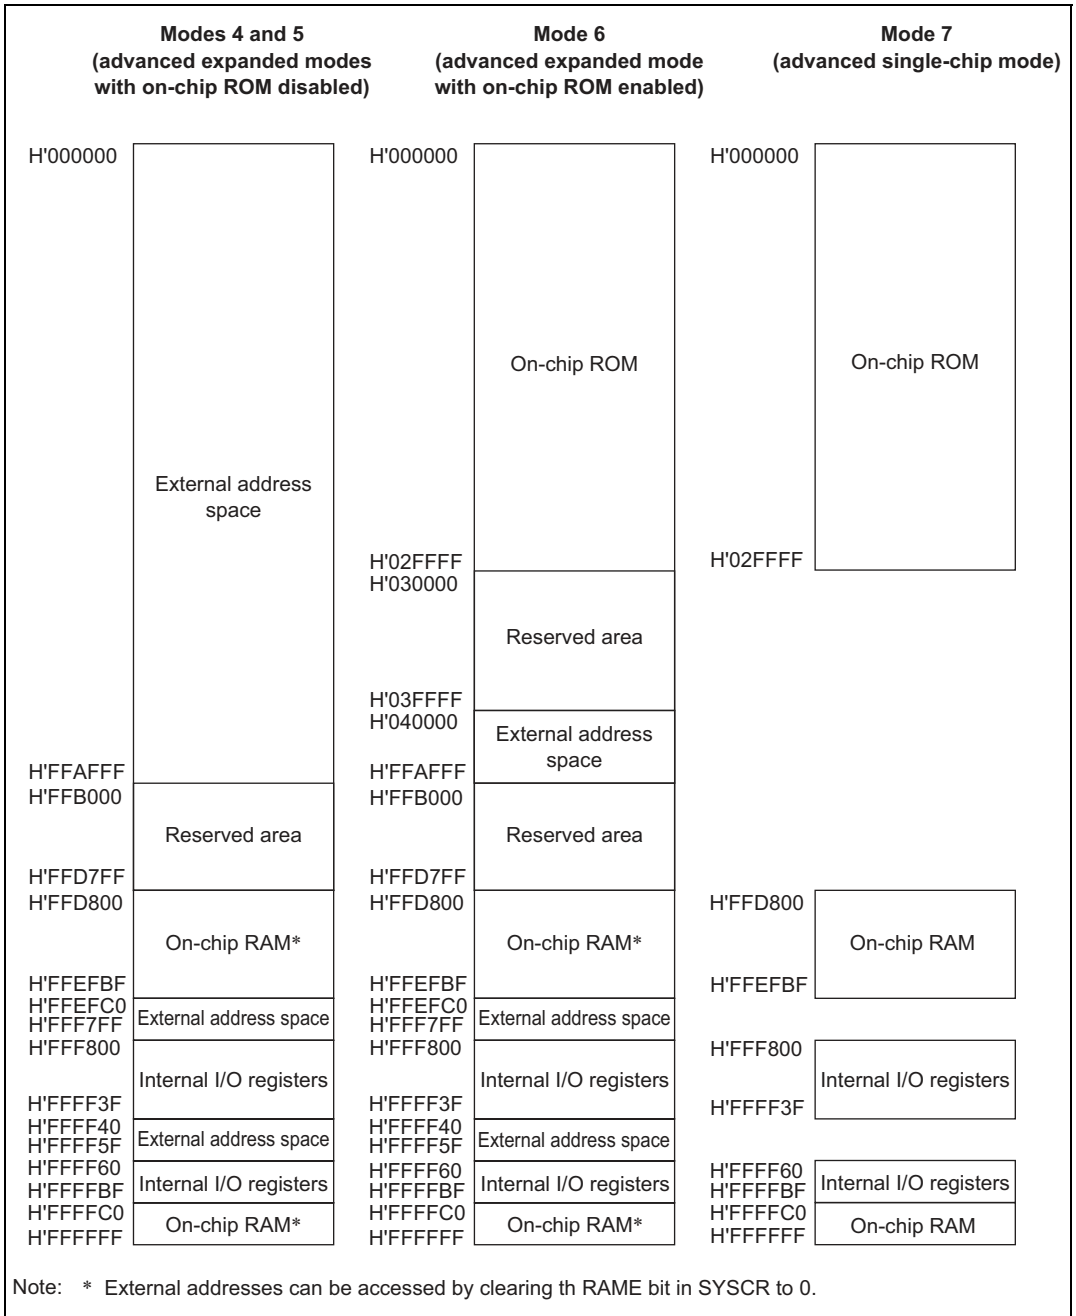 Modes 4 and 5
(advanced expanded modes
with on-chip ROM disabled)
H'000000
External address
space
H'FFAFFF
H'FFB000
Reserved area
H'FFD7FF
H'FFD800
On-chip RAM*
H'FFEFBF
H'FFEFC0
External address space
H'FFF7FF
H'FFF800
Internal I/O registers
H'FFFF3F
H'FFFF40
External address space
H'FFFF5F
H'FFFF60
Internal I/O registers
H'FFFFBF
H'FFFFC0
On-chip RAM*
H'FFFFFF
Mode 6
(advanced expanded mode
with on-chip ROM enabled)
H'000000
On-chip ROM
H'02FFFF
H'030000
Reserved area
H'03FFFF
H'040000
External address
space
H'FFAFFF
H'FFB000
Reserved area
H'FFD7FF
H'FFD800
On-chip RAM*
H'FFEFBF
H'FFEFC0
External address space
H'FFF7FF
H'FFF800
Internal I/O registers
H'FFFF3F
H'FFFF40
External address space
H'FFFF5F
H'FFFF60
Internal I/O registers
H'FFFFBF
H'FFFFC0
On-chip RAM*
H'FFFFFF
Mode 7
(advanced single-chip mode)
H'000000
On-chip ROM
H'02FFFF
H'FFD800
On-chip RAM
H'FFEFBF
H'FFF800
Internal I/O registers
H'FFFF3F
H'FFFF60
Internal I/O registers
H'FFFFBF
H'FFFFC0
On-chip RAM
H'FFFFFF
Note: * External addresses can be accessed by clearing th RAME bit in SYSCR to 0.